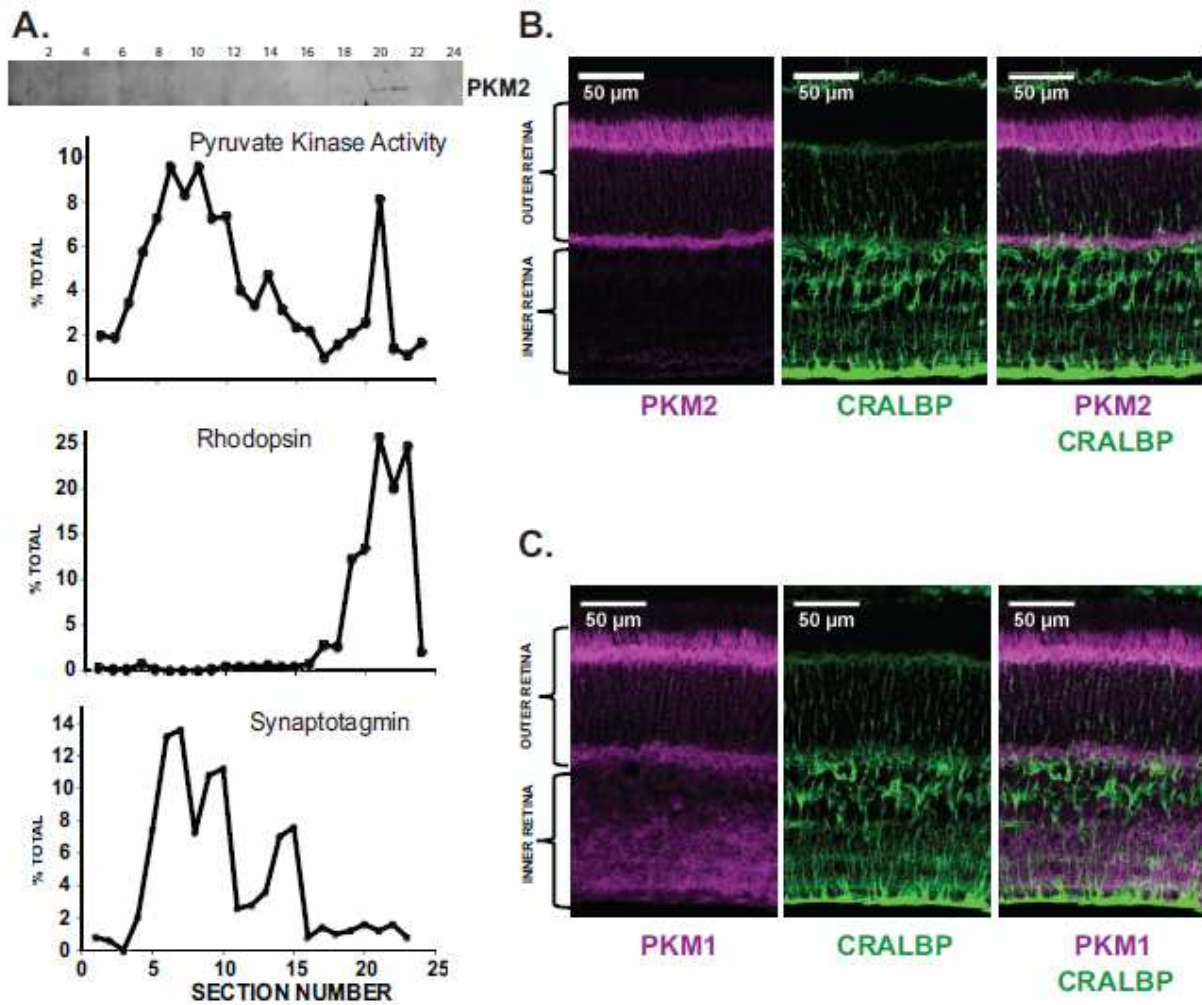 A.
2 4 6 8 10 12 14 16 18 20 22 24
PKM2
Pyruvate Kinase Activity
% TOTAL
10
8
6
4
2
0
Rhodopsin
% TOTAL
25
20
15
10
5
0
Synaptotagmin
% TOTAL
14
12
10
8
6
4
2
0
0 5 10 15 20 25
SECTION NUMBER
B.
50 µm 50 µm 50 µm
OUTER RETINA
INNER RETINA
PKM2 CRALBP PKM2
CRALBP
C.
50 µm 50 µm 50 µm
OUTER RETINA
INNER RETINA
PKM1 CRALBP PKM1
CRALBP